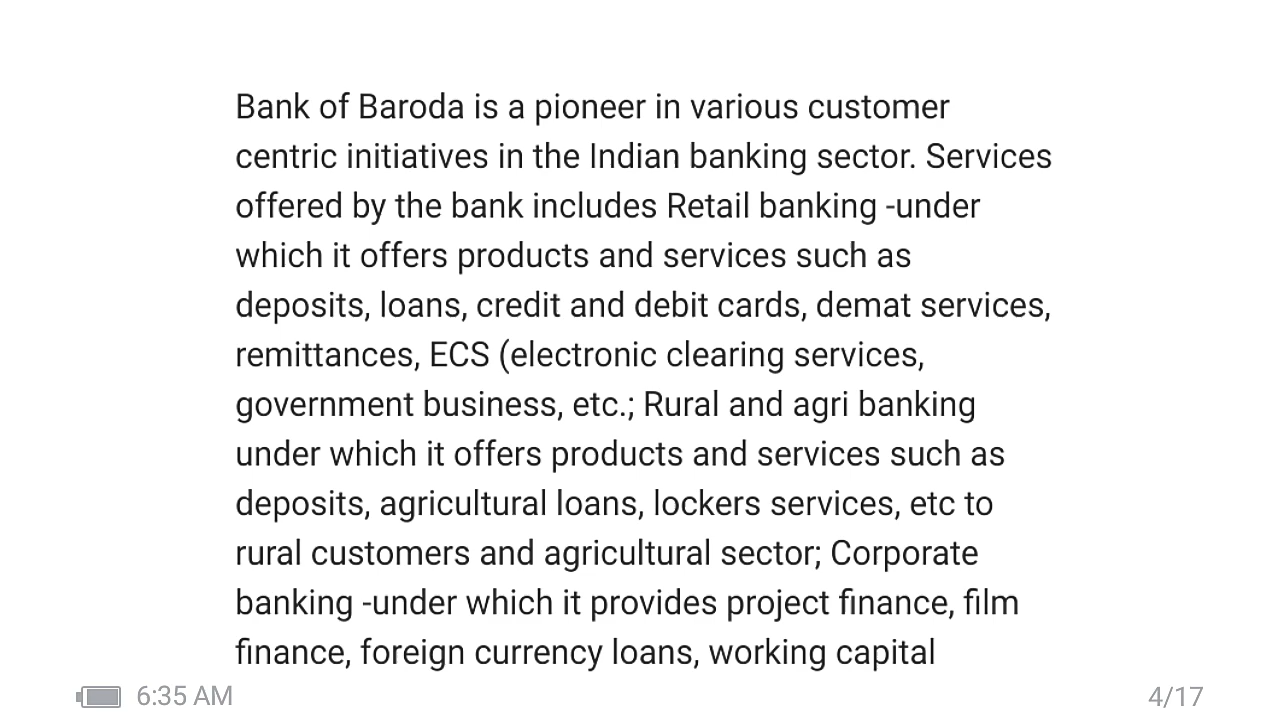 Bank of Baroda is a pioneer in various customer
centric initiatives in the Indian banking sector. Services
offered by the bank includes Retail banking -under
which it offers products and services such as
deposits, loans, credit and debit cards, demat services,
remittances, ECS (electronic clearing services,
government business, etc.; Rural and agri banking
under which it offers products and services such as
deposits, agricultural loans, lockers services, etc to
rural customers and agricultural sector; Corporate
banking -under which it provides project finance, film
finance, foreign currency loans, working capital
6:35 AM 4/17